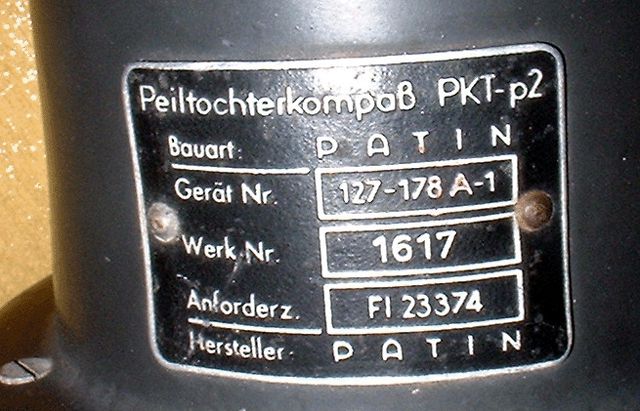 Peiltochterkompaß PKT-p2
Bauart: PATIN
Gerät Nr. 127-178 A-1
Werk Nr. 1617
Anforderz. Fl 23374
Hersteller: PATIN